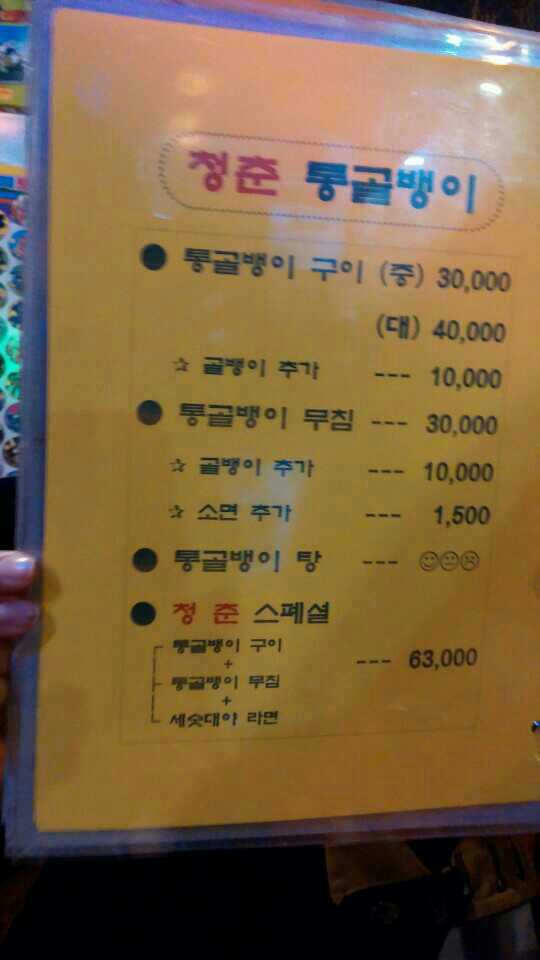 청춘 통골뱅이
● 통골뱅이 구이 (중) 30,000
(대) 40,000
☆ 골뱅이 추가 --- 10,000
● 통골뱅이 무침 --- 30,000
☆ 골뱅이 추가 --- 10,000
☆ 소면 추가 --- 1,500
● 통골뱅이 탕 --- ☺😐☹
● 청춘 스페셜
통골뱅이 구이
+
--- 63,000
통골뱅이 무침
+
세숫대야 라면